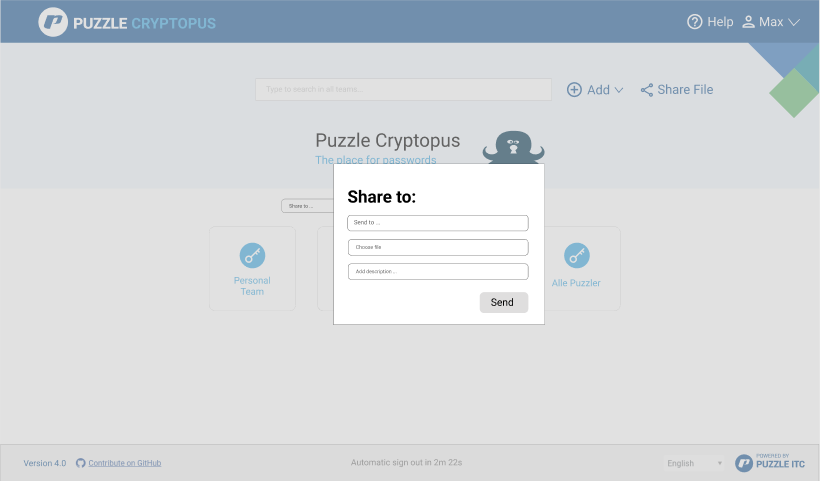 PUZZLE CRYPTOPUS
Help
Max
Type to search in all teams...
Add
Share File
Puzzle Cryptopus
The place for passwords
Share to ...
Share to:
Send to ...
Choose file
Add description ...
Send
Personal
Team
Alle Puzzler
Version 4.0
Contribute on GitHub
Automatic sign out in 2m 22s
English
POWERED BY
PUZZLE ITC